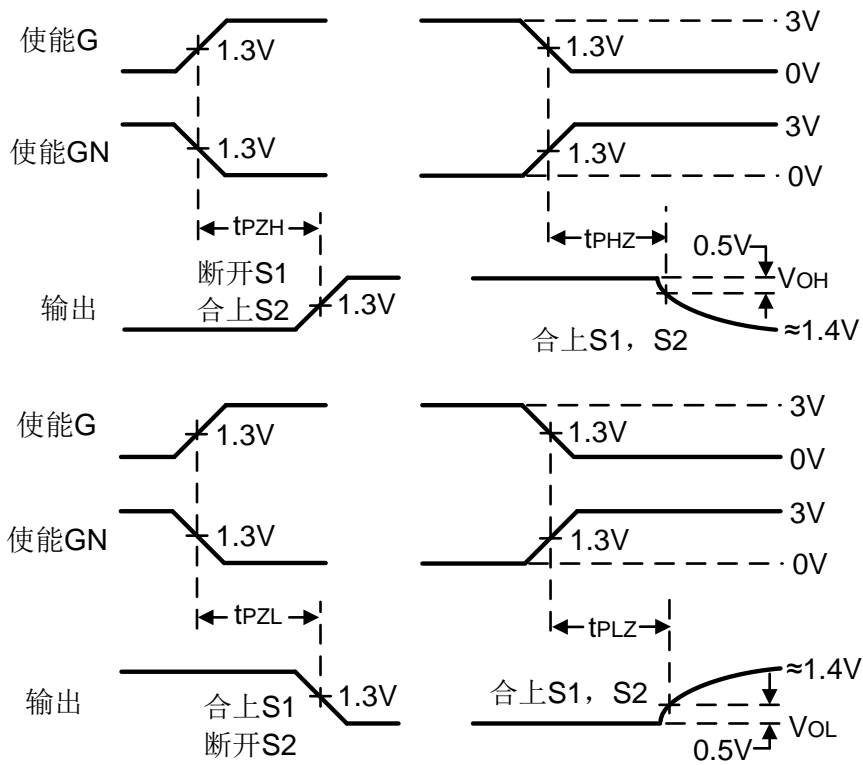 使能G
1.3V
1.3V
3V
0V
使能GN
1.3V
1.3V
3V
0V
tPZH
tPHZ
0.5V
VOH
断开S1
合上S2
输出
1.3V
合上S1，S2
≈1.4V
使能G
1.3V
1.3V
3V
0V
使能GN
1.3V
1.3V
3V
0V
tPZL
tPLZ
≈1.4V
输出
合上S1
断开S2
1.3V
合上S1，S2
VOL
0.5V